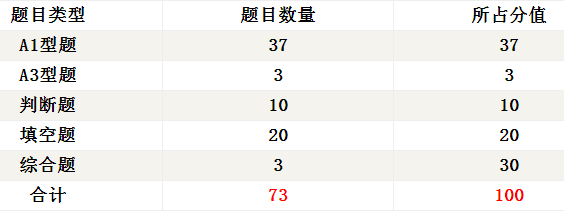 题目类型 题目数量 所占分值
A1型题 37 37
A3型题 3 3
判断题 10 10
填空题 20 20
综合题 3 30
合计 73 100